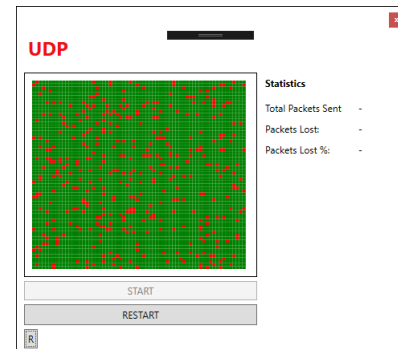 x
UDP
Statistics
Total Packets Sent -
Packets Lost: -
Packets Lost %: -
START
RESTART
R